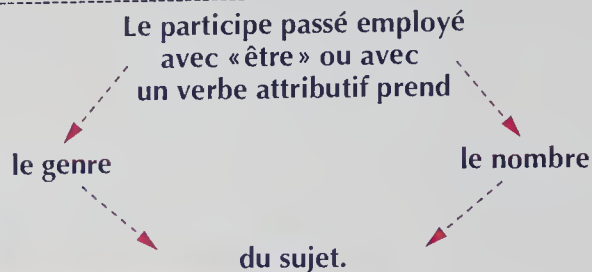 Le participe passé employé
avec «être» ou avec
un verbe attributif prend
le genre
le nombre
du sujet.